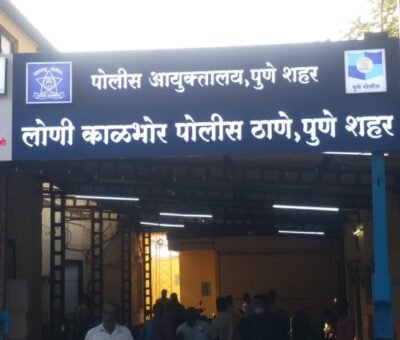 पोलीस आयुक्तालय,पुणे शहर
लोणी काळभोर पोलीस ठाणे,पुणे शहर
पुणे पोलीस